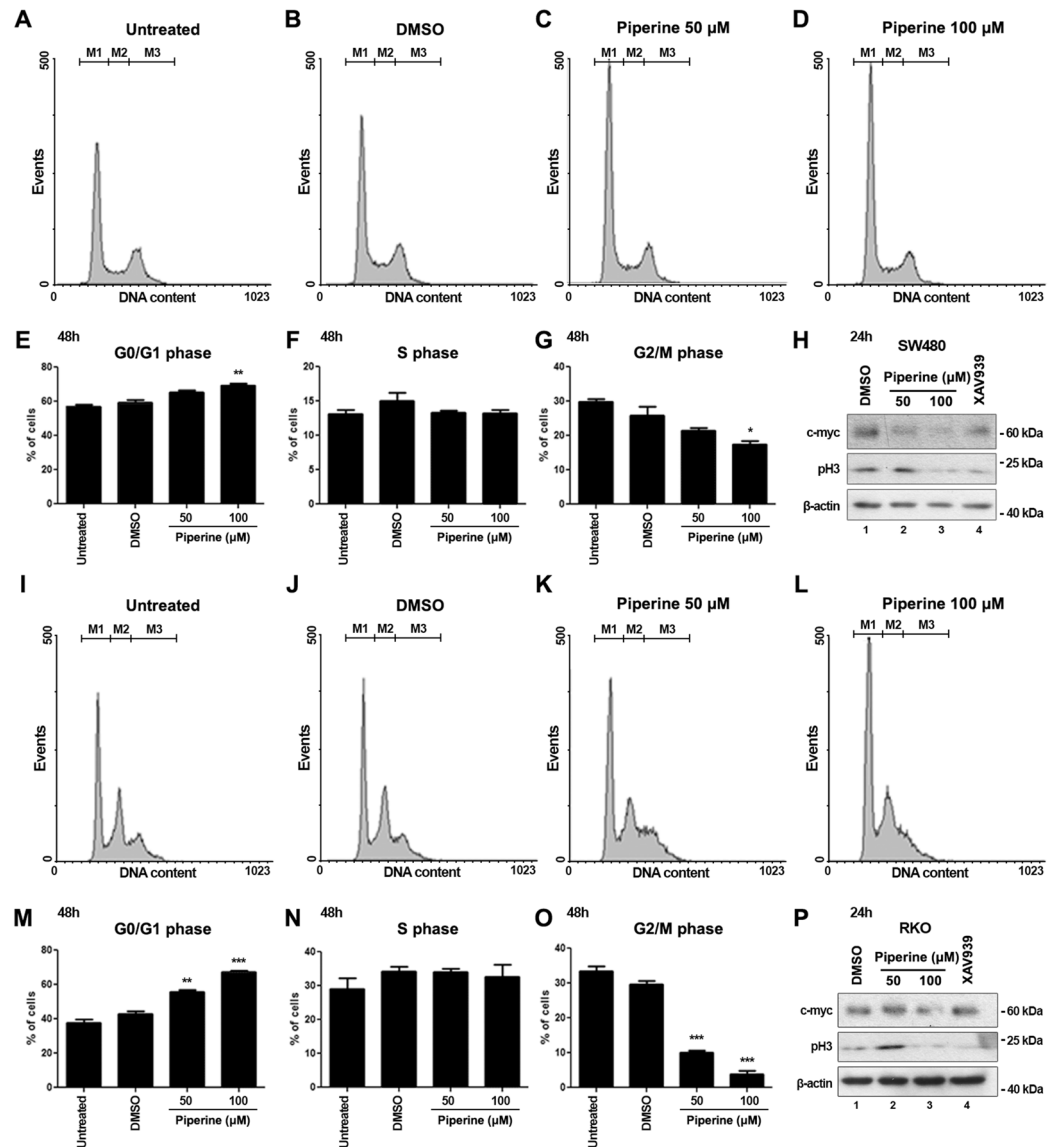 A
Untreated
M1 M2 M3
500
Events
0
0 DNA content 1023
B
DMSO
M1 M2 M3
500
Events
0
0 DNA content 1023
C
Piperine 50 µM
M1 M2 M3
500
Events
0
0 DNA content 1023
D
Piperine 100 µM
M1 M2 M3
500
Events
0
0 DNA content 1023
E 48h
G0/G1 phase
% of cells
80
60
40
20
0
**
Untreated
DMSO
50 100
Piperine (µM)
F 48h
S phase
% of cells
20
15
10
5
0
Untreated
DMSO
50 100
Piperine (µM)
G 48h
G2/M phase
% of cells
40
30
20
10
0
*
Untreated
DMSO
50 100
Piperine (µM)
H 24h
SW480
DMSO
Piperine (µM)
50 100
XAV939
c-myc - 60 kDa
pH3 - 25 kDa
β-actin - 40 kDa
1 2 3 4
I
Untreated
M1 M2 M3
500
Events
0
0 DNA content 1023
J
DMSO
M1 M2 M3
500
Events
0
0 DNA content 1023
K
Piperine 50 µM
M1 M2 M3
500
Events
0
0 DNA content 1023
L
Piperine 100 µM
M1 M2 M3
500
Events
0
0 DNA content 1023
M 48h
G0/G1 phase
% of cells
80
60
40
20
0
**
***
Untreated
DMSO
50 100
Piperine (µM)
N 48h
S phase
% of cells
40
30
20
10
0
Untreated
DMSO
50 100
Piperine (µM)
O 48h
G2/M phase
% of cells
40
30
20
10
0
***
***
Untreated
DMSO
50 100
Piperine (µM)
P 24h
RKO
DMSO
Piperine (µM)
50 100
XAV939
c-myc - 60 kDa
pH3 - 25 kDa
β-actin - 40 kDa
1 2 3 4